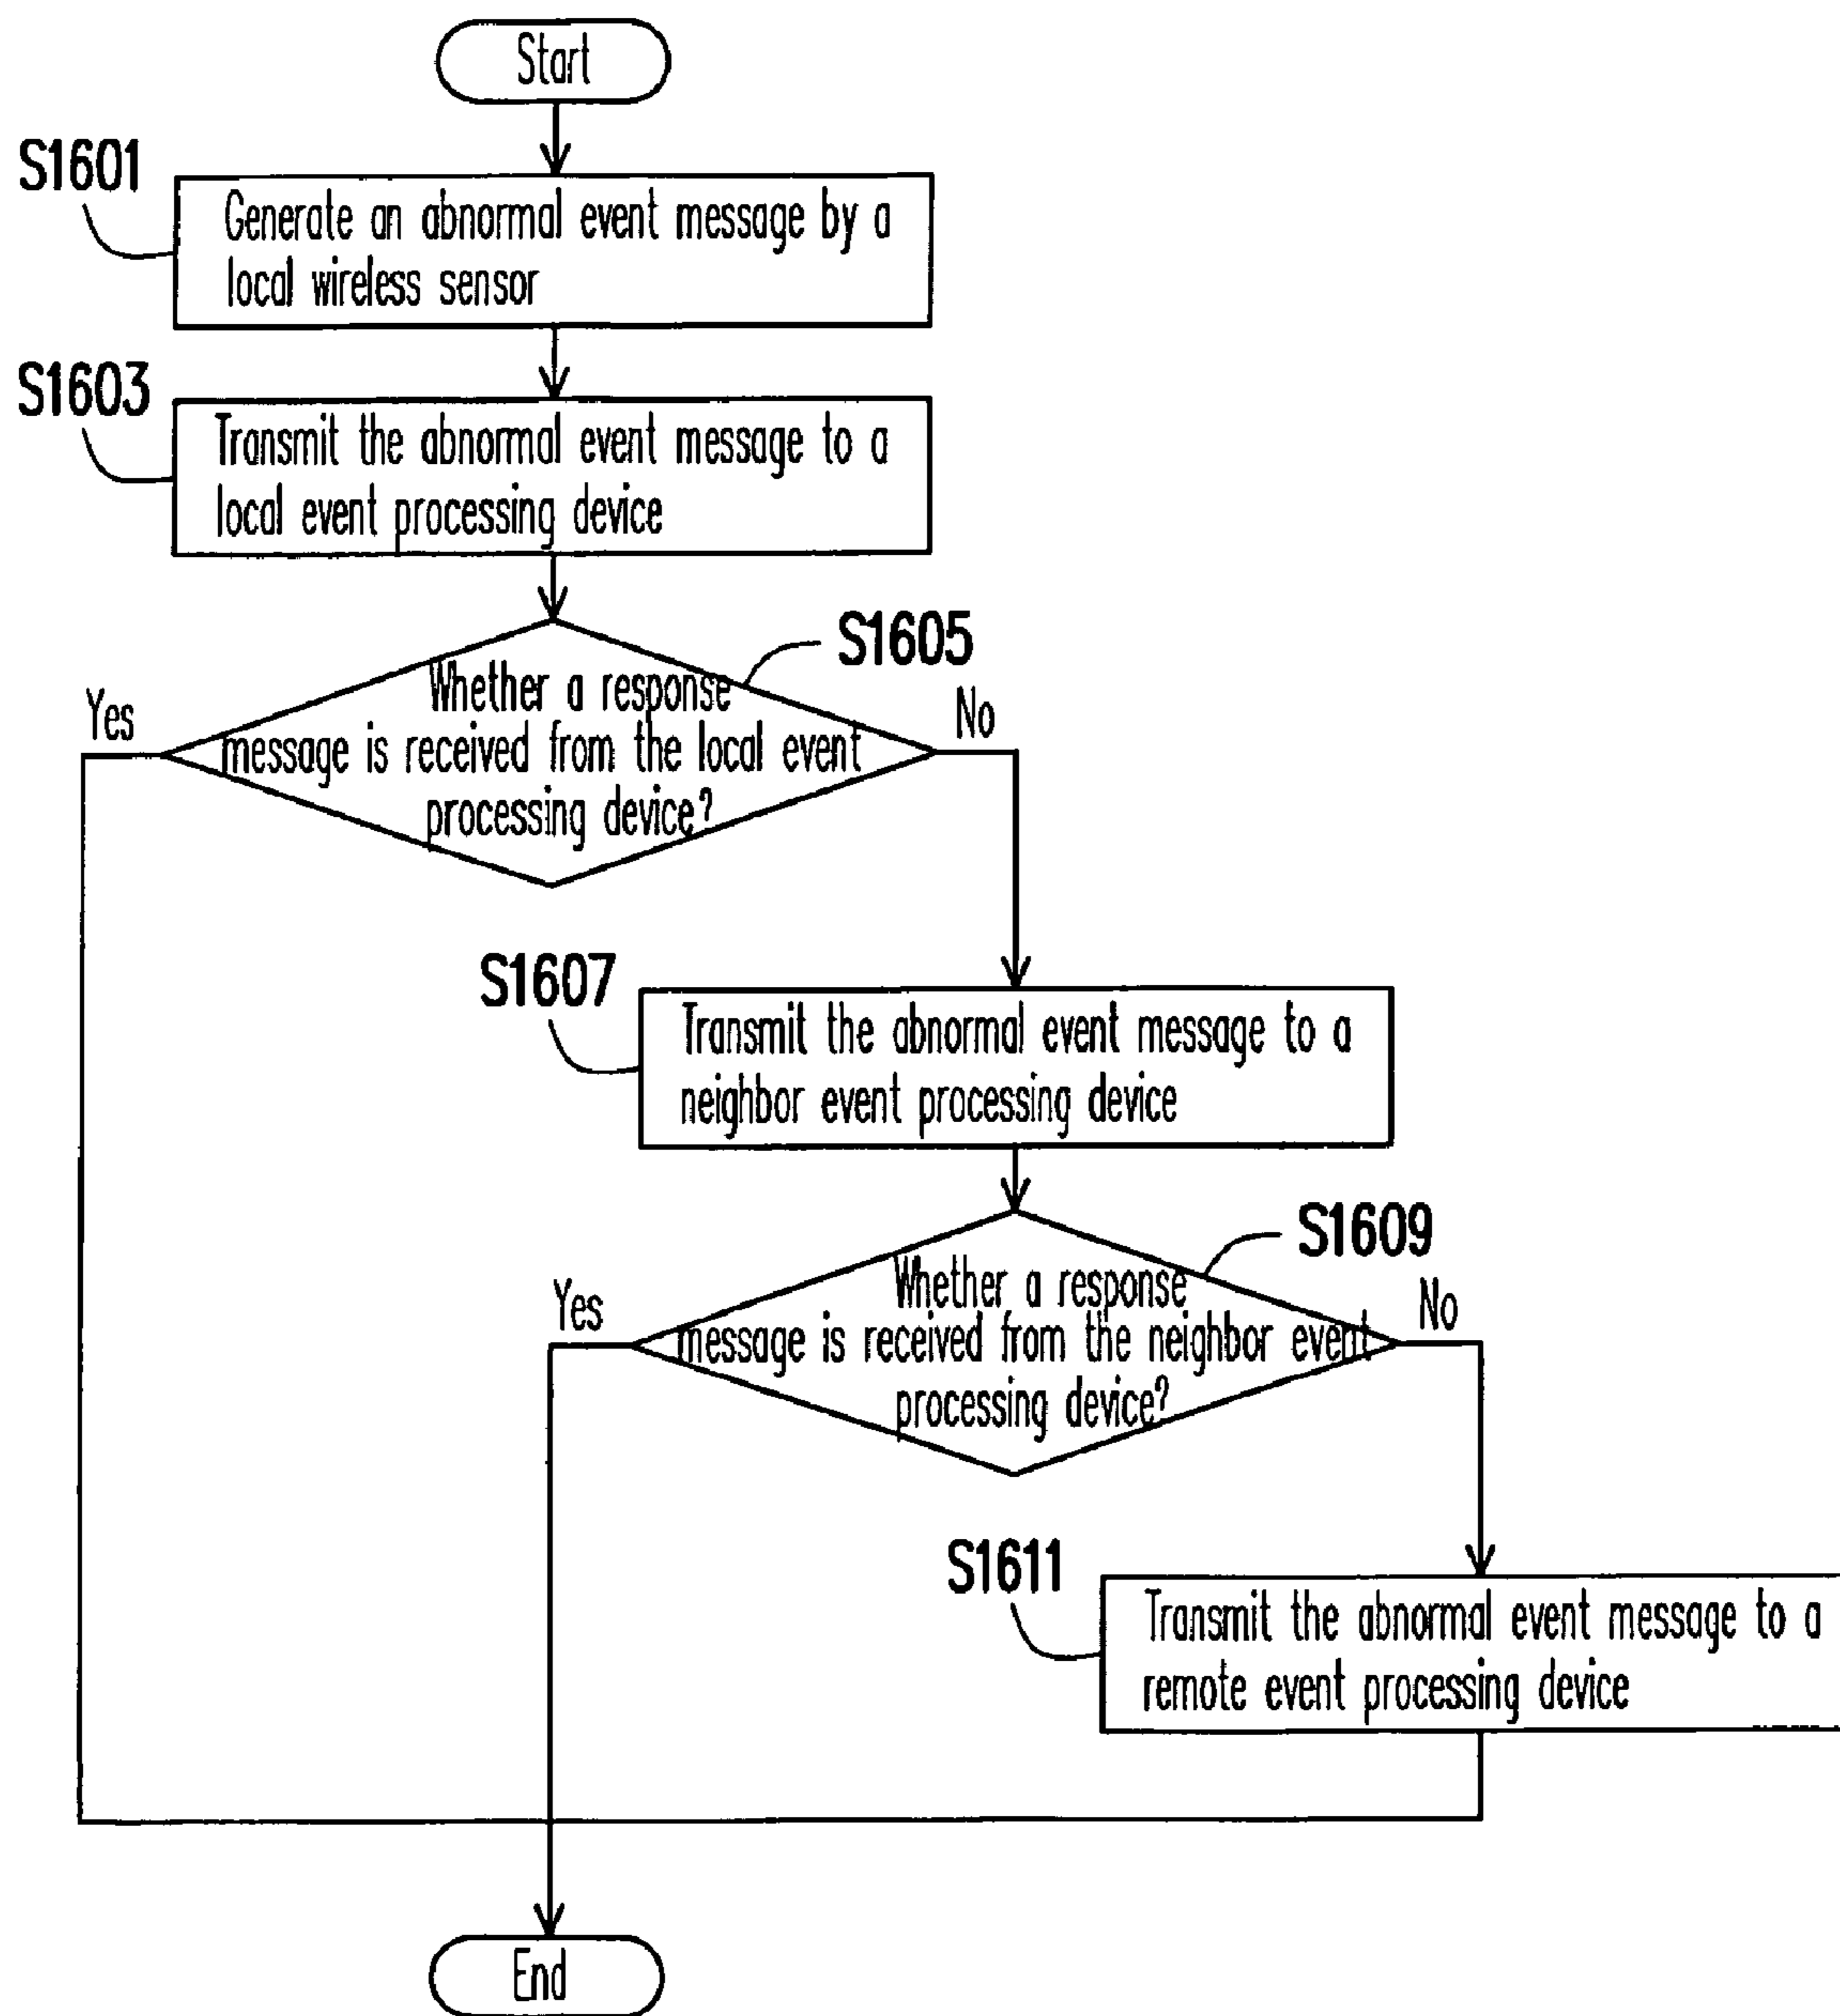 Start
S1601
Generate an abnormal event message by a
local wireless sensor
S1603
Transmit the abnormal event message to a
local event processing device
S1605
Whether a response
message is received from the local event
processing device?
Yes
No
S1607
Transmit the abnormal event message to a
neighbor event processing device
S1609
Whether a response
message is received from the neighbor event
processing device?
Yes
No
S1611
Transmit the abnormal event message to a
remote event processing device
End